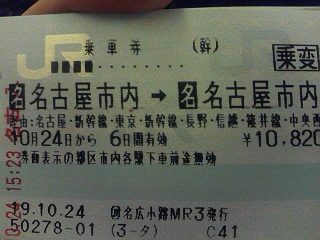 JR
乗車券 (幹) 乗変
名 名古屋市内 → 名 名古屋市内
経由:名古屋・新幹線・東京・新幹線・長野・信越・篠井線・中央西
10月24日から 6日間有効 ¥10,820
券面表示の都区市内各駅下車前途無効
19.10.24 名広小路MR3発行
50278-01 (3-タ) C41